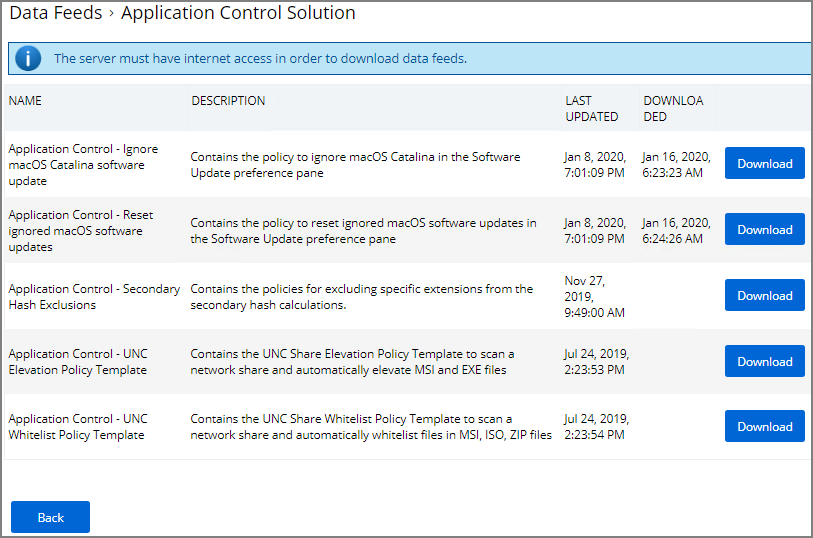 Data Feeds › Application Control Solution
The server must have internet access in order to download data feeds.
NAME DESCRIPTION LAST UPDATED DOWNLOA DED
Application Control - Ignore
macOS Catalina software
update
Contains the policy to ignore macOS Catalina in the Software
Update preference pane
Jan 8, 2020,
7:01:09 PM
Jan 16, 2020,
6:23:23 AM
Download
Application Control - Reset
ignored macOS software
updates
Contains the policy to reset ignored macOS software updates in
the Software Update preference pane
Jan 8, 2020,
7:01:09 PM
Jan 16, 2020,
6:24:26 AM
Download
Application Control - Secondary
Hash Exclusions
Contains the policies for excluding specific extensions from the
secondary hash calculations.
Nov 27,
2019,
9:49:00 AM
Download
Application Control - UNC
Elevation Policy Template
Contains the UNC Share Elevation Policy Template to scan a
network share and automatically elevate MSI and EXE files
Jul 24, 2019,
2:23:53 PM
Download
Application Control - UNC
Whitelist Policy Template
Contains the UNC Share Whitelist Policy Template to scan a
network share and automatically whitelist files in MSI, ISO, ZIP files
Jul 24, 2019,
2:23:54 PM
Download
Back